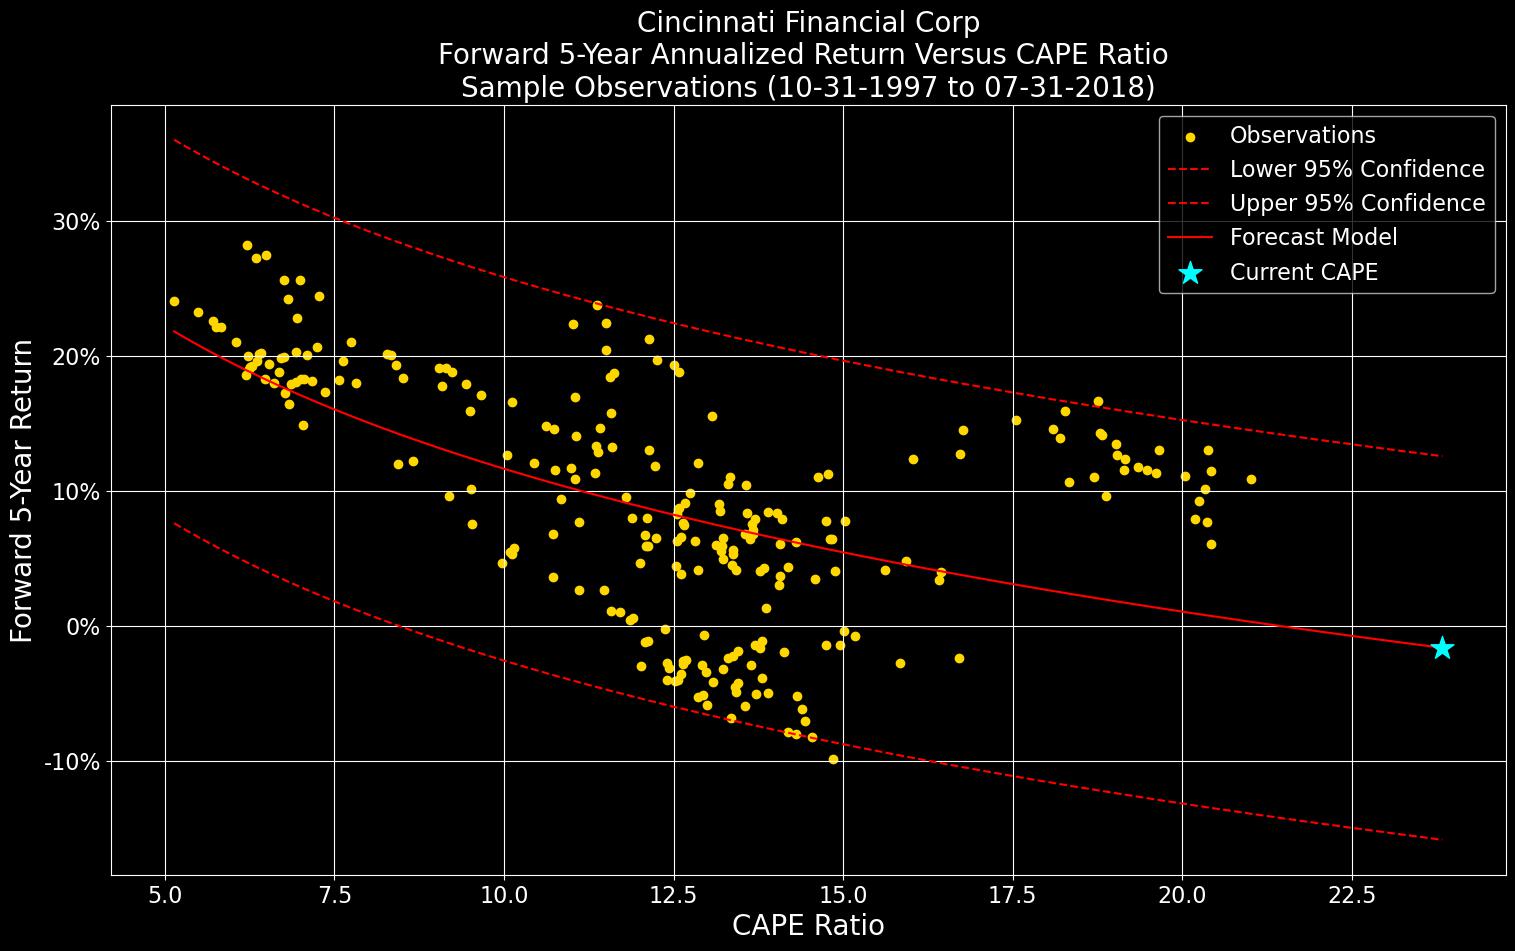 Cincinnati Financial Corp
Forward 5-Year Annualized Return Versus CAPE Ratio
Sample Observations (10-31-1997 to 07-31-2018)
Observations
Lower 95% Confidence
Upper 95% Confidence
Forecast Model
Current CAPE
Forward 5-Year Return
30%
20%
10%
0%
-10%
5.0 7.5 10.0 12.5 15.0 17.5 20.0 22.5
CAPE Ratio